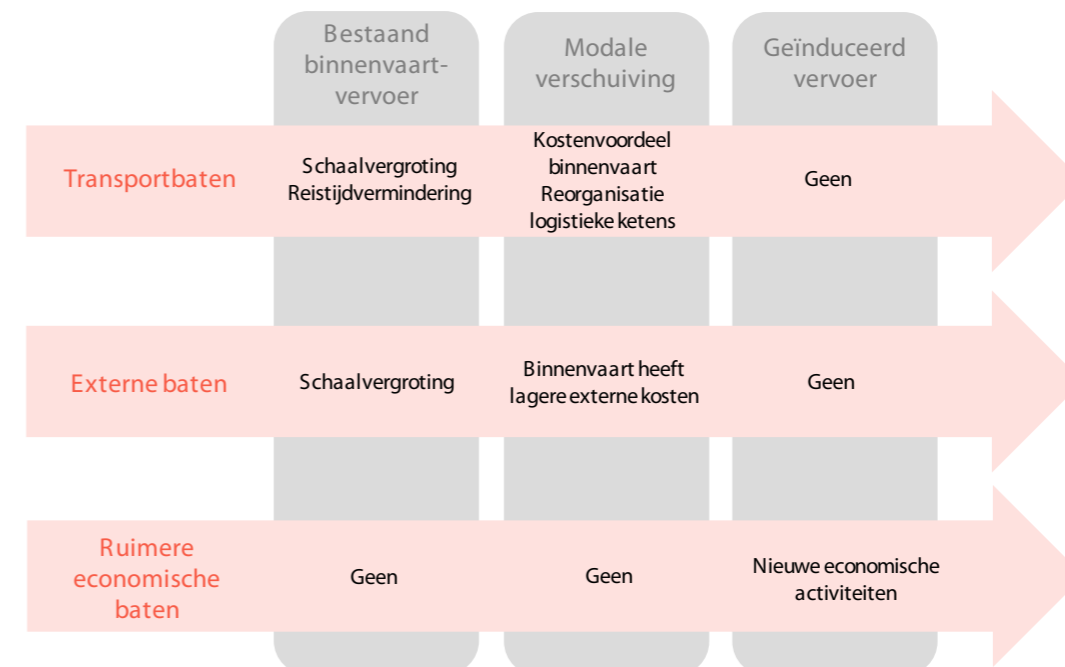 Bestaand
binnenvaart-
vervoer
Modale
verschuiving
Geïnduceerd
vervoer
Transportbaten
Schaalvergroting
Reistijdvermindering
Kostenvoordeel
binnenvaart
Reorganisatie
logistieke ketens
Geen
Externe baten
Schaalvergroting
Binnenvaart heeft
lagere externe kosten
Geen
Ruimere
economische
baten
Geen
Geen
Nieuwe economische
activiteiten